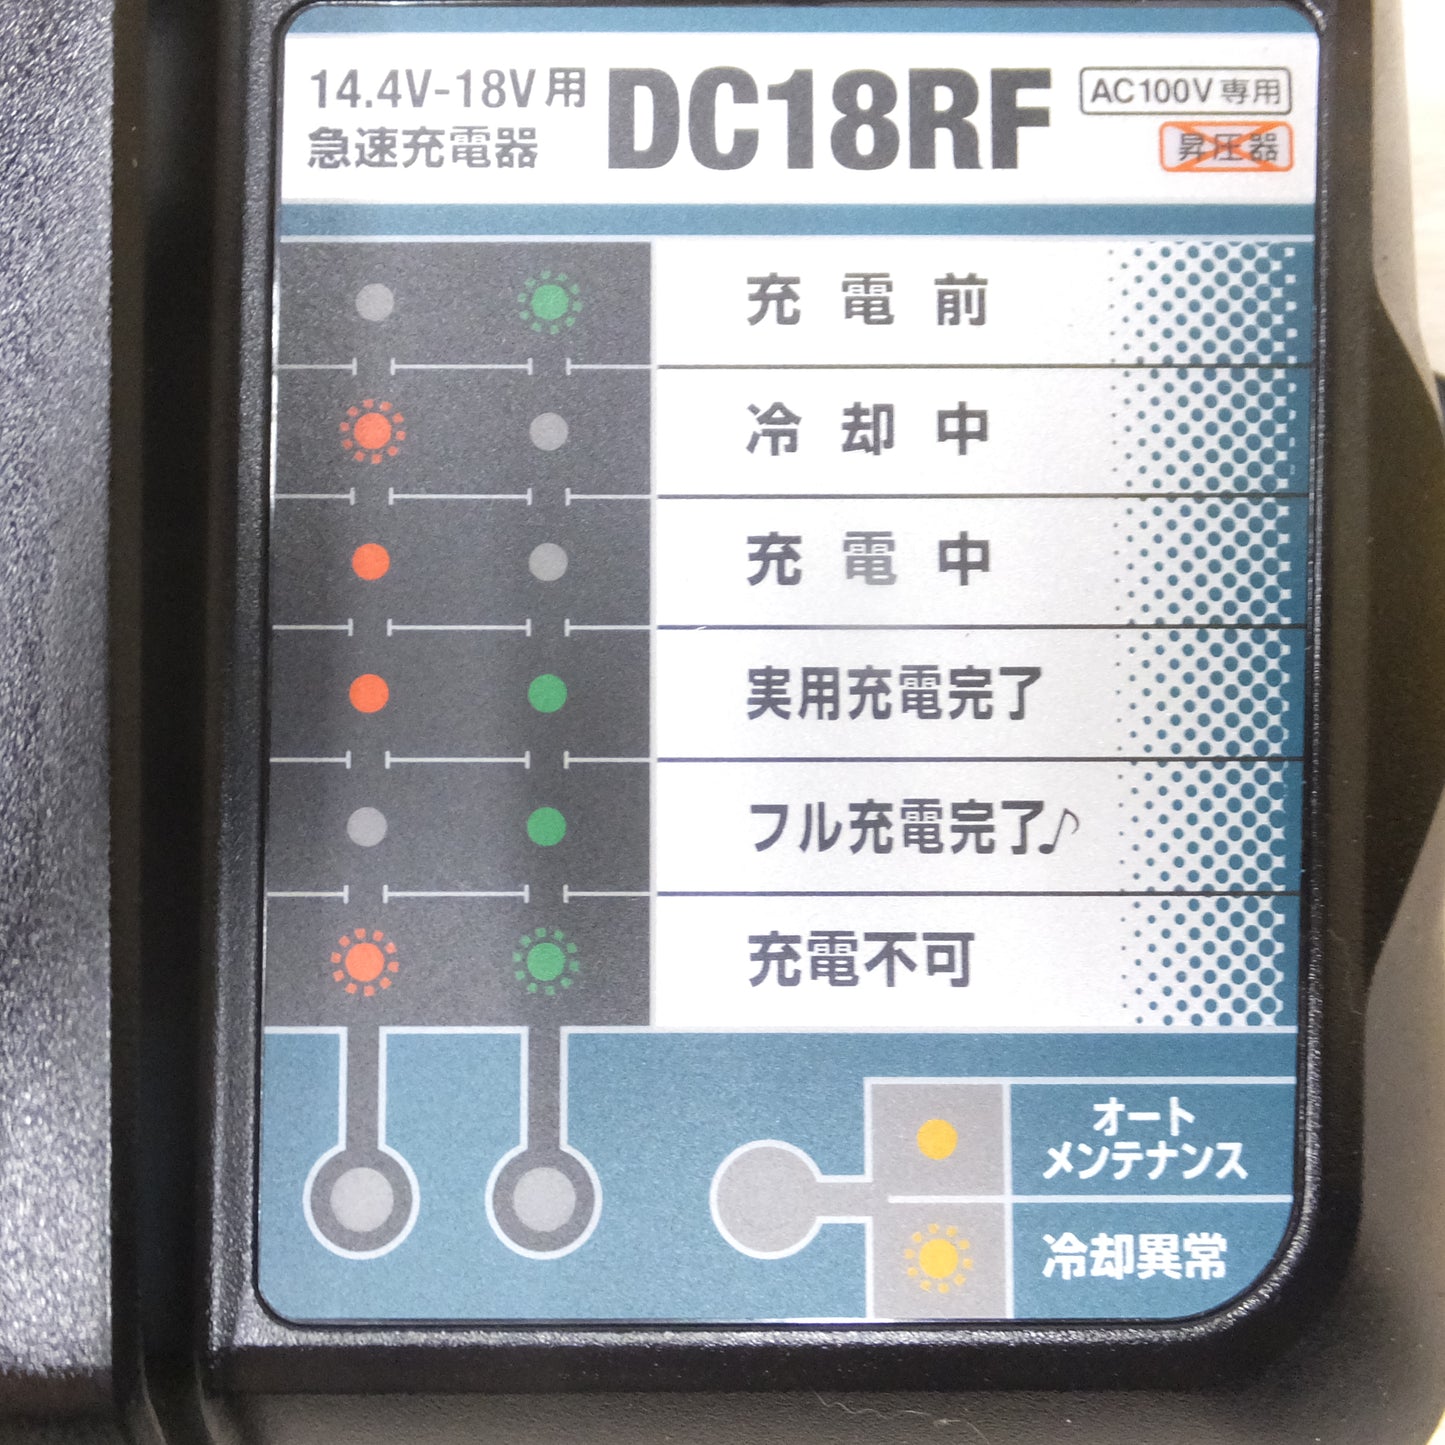 14.4V-18V用
急速充電器
DC18RF
AC100V専用
昇圧器
充電前
冷却中
充電中
実用充電完了
フル充電完了♪
充電不可
オート
メンテナンス
冷却異常